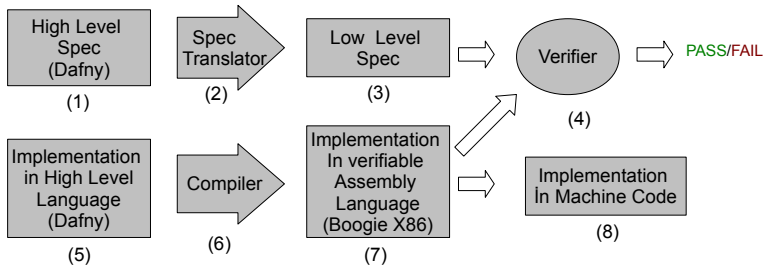 High Level
Spec
(Dafny)
(1)
Spec
Translator
(2)
Low Level
Spec
(3)
Verifier
(4)
PASS/FAIL
Implementation
in High Level
Language
(Dafny)
(5)
Compiler
(6)
Implementation
In verifiable
Assembly
Language
(Boogie X86)
(7)
Implementation
İn Machine Code
(8)